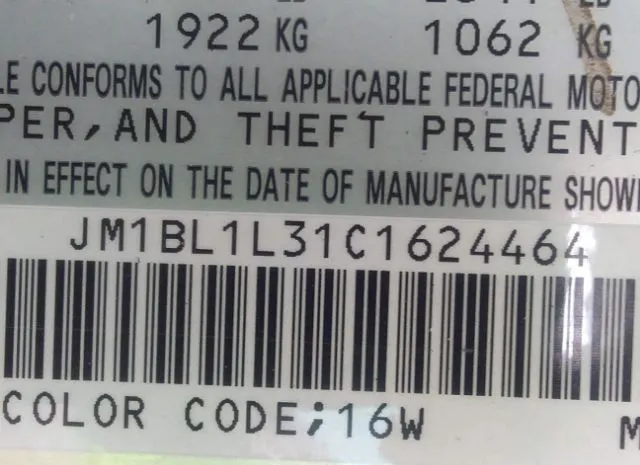 1922 KG 1062 KG
LE CONFORMS TO ALL APPLICABLE FEDERAL MOTO
PER, AND THEFT PREVENT
IN EFFECT ON THE DATE OF MANUFACTURE SHOW
JM1BL1L31C1624464
COLOR CODE;16W M